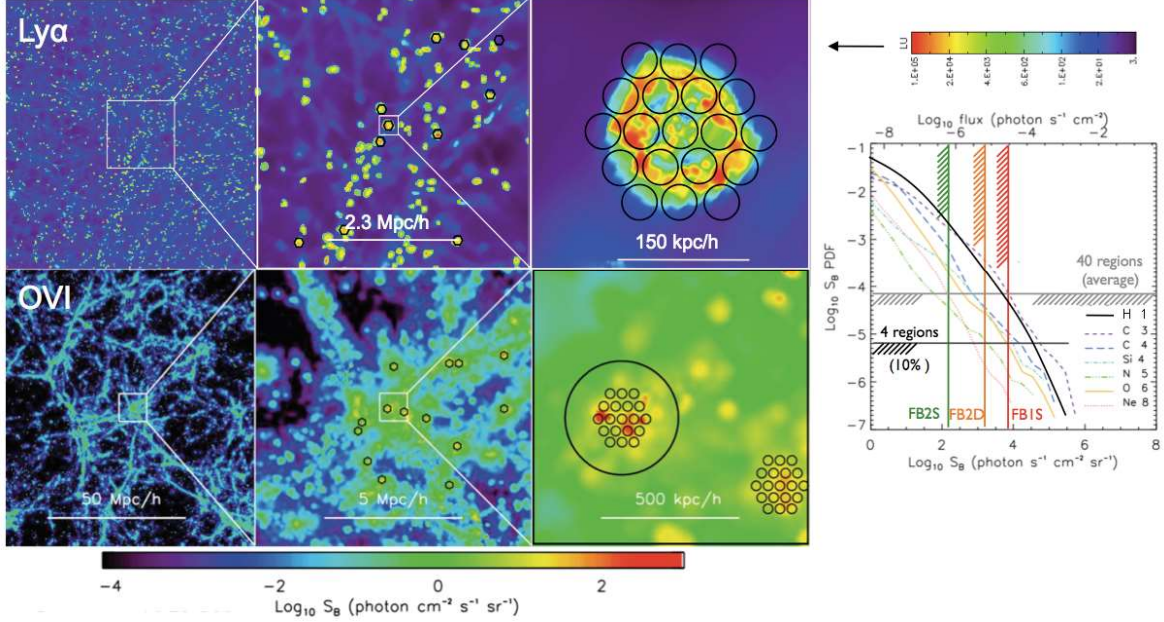 Lyα
2.3 Mpc/h
150 kpc/h
OVI
50 Mpc/h
5 Mpc/h
500 kpc/h
−4 −2 0 2
Log₁₀ S_B (photon cm⁻² s⁻¹ sr⁻¹)
LU
1.E+05
2.E+04
4.E+03
6.E+02
1.E+02
2.E+01
3.
Log₁₀ flux (photon s⁻¹ cm⁻²)
−8 −6 −4 −2
Log₁₀ S_B PDF
−1
−2
−3
−4
−5
−6
−7
40 regions
(average)
4 regions
(10%)
H 1
C 3
C 4
Si 4
N 5
O 6
Ne 8
FB2S FB2D FB1S
0 2 4 6 8
Log₁₀ S_B (photon s⁻¹ cm⁻² sr⁻¹)